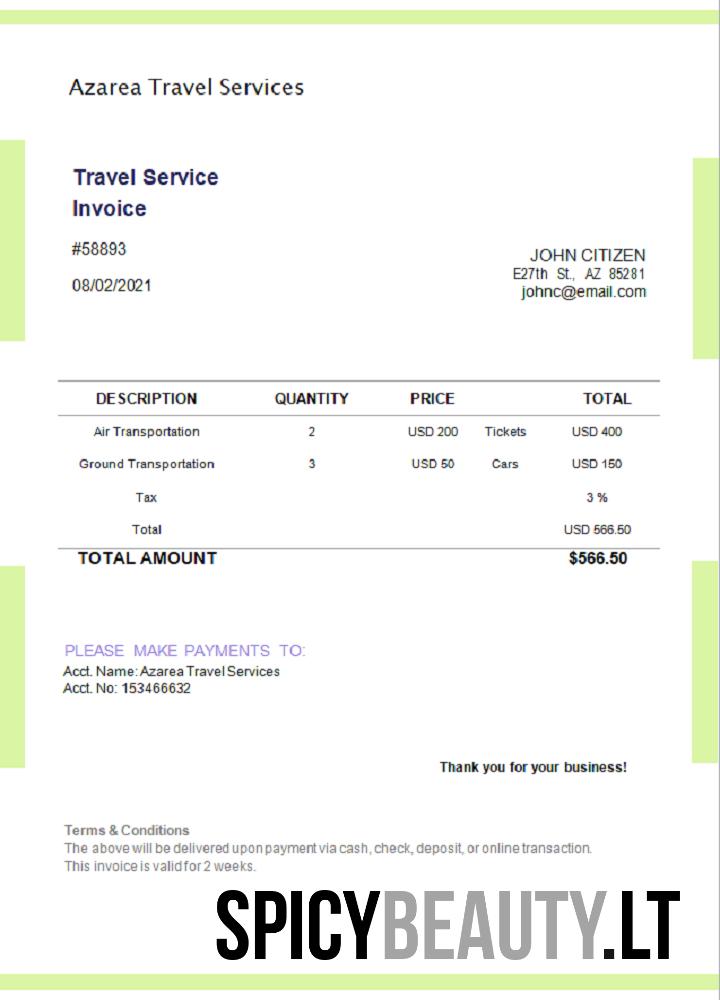 Azarea Travel Services
Travel Service
Invoice
#58893
08/02/2021
JOHN CITIZEN
E27th St., AZ 85281
johnc@email.com
DESCRIPTION QUANTITY PRICE TOTAL
Air Transportation 2 USD 200 Tickets USD 400
Ground Transportation 3 USD 50 Cars USD 150
Tax 3 %
Total USD 566.50
TOTAL AMOUNT $566.50
PLEASE MAKE PAYMENTS TO:
Acct. Name: Azarea Travel Services
Acct. No: 153466632
Thank you for your business!
Terms & Conditions
The above will be delivered upon payment via cash, check, deposit, or online transaction.
This invoice is valid for 2 weeks.
SPICYBEAUTY.LT